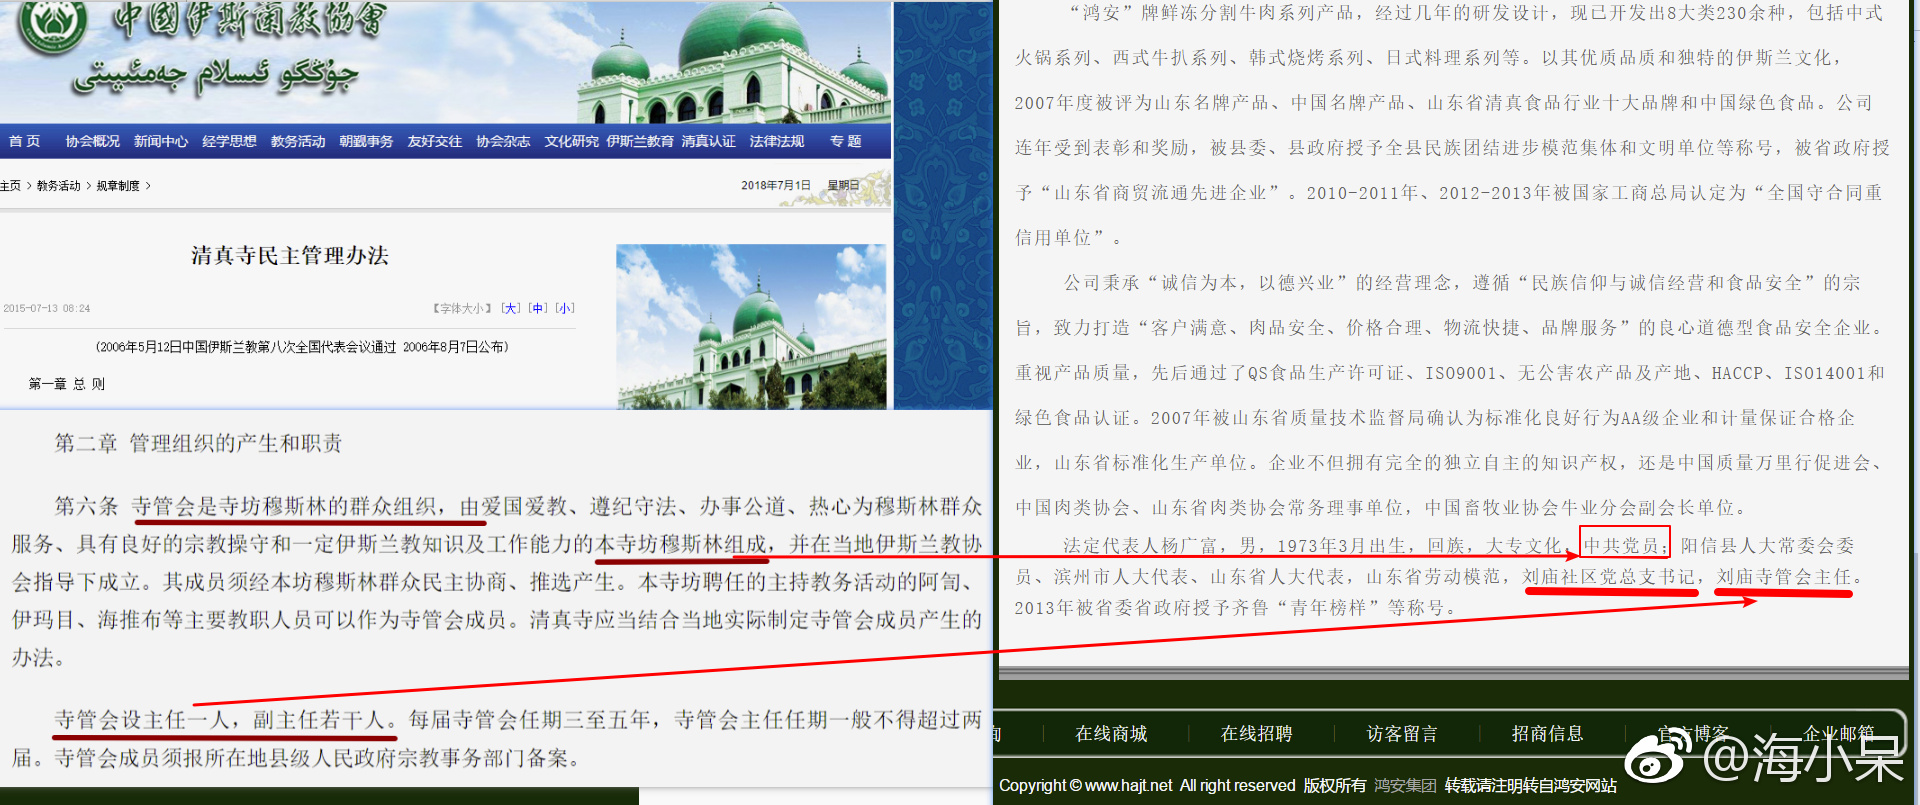 中國伊斯蘭教協會
جۇڭگو ئىسلام جەمئىيىتى
首 页 协会概况 新闻中心 经学思想 教务活动 朝觐事务 友好交往 协会杂志 文化研究 伊斯兰教育 清真认证 法律法规 专 题
主页 > 教务活动 > 规章制度 >
2018年7月1日 星期日
清真寺民主管理办法
2015-07-13 08:24
【字体大小】 [大] [中] [小]
(2006年5月12日中国伊斯兰教第八次全国代表会议通过 2006年8月7日公布)
第一章 总 则
第二章 管理组织的产生和职责
第六条 寺管会是寺坊穆斯林的群众组织，由爱国爱教、遵纪守法、办事公道、热心为穆斯林群众
服务、具有良好的宗教操守和一定伊斯兰教知识及工作能力的本寺坊穆斯林组成，并在当地伊斯兰教协
会指导下成立。其成员须经本坊穆斯林群众民主协商、推选产生。本寺坊聘任的主持教务活动的阿訇、
伊玛目、海推布等主要教职人员可以作为寺管会成员。清真寺应当结合当地实际制定寺管会成员产生的
办法。
寺管会设主任一人，副主任若干人。每届寺管会任期三至五年，寺管会主任任期一般不得超过两
届。寺管会成员须报所在地县级人民政府宗教事务部门备案。
“鸿安”牌鲜冻分割牛肉系列产品，经过几年的研发设计，现已开发出8大类230余种，包括中式
火锅系列、西式牛扒系列、韩式烧烤系列、日式料理系列等。以其优质品质和独特的伊斯兰文化，
2007年度被评为山东名牌产品、中国名牌产品、山东省清真食品行业十大品牌和中国绿色食品。公司
连年受到表彰和奖励，被县委、县政府授予全县民族团结进步模范集体和文明单位等称号，被省政府授
予“山东省商贸流通先进企业”。2010-2011年、2012-2013年被国家工商总局认定为“全国守合同重
信用单位”。
公司秉承“诚信为本，以德兴业”的经营理念，遵循“民族信仰与诚信经营和食品安全”的宗
旨，致力打造“客户满意、肉品安全、价格合理、物流快捷、品牌服务”的良心道德型食品安全企业。
重视产品质量，先后通过了QS食品生产许可证、ISO9001、无公害农产品及产地、HACCP、ISO14001和
绿色食品认证。2007年被山东省质量技术监督局确认为标准化良好行为AA级企业和计量保证合格企
业，山东省标准化生产单位。企业不但拥有完全的独立自主的知识产权，还是中国质量万里行促进会、
中国肉类协会、山东省肉类协会常务理事单位，中国畜牧业协会牛业分会副会长单位。
法定代表人杨广富，男，1973年3月出生，回族，大专文化，中共党员；阳信县人大常委会委
员、滨州市人大代表、山东省人大代表，山东省劳动模范，刘庙社区党总支书记，刘庙寺管会主任。
2013年被省委省政府授予齐鲁“青年榜样”等称号。
在线商城 在线招聘 访客留言 招商信息 官方博客 企业邮箱
Copyright © www.hajt.net All right reserved 版权所有 鸿安集团 转载请注明转自鸿安网站
@海小呆